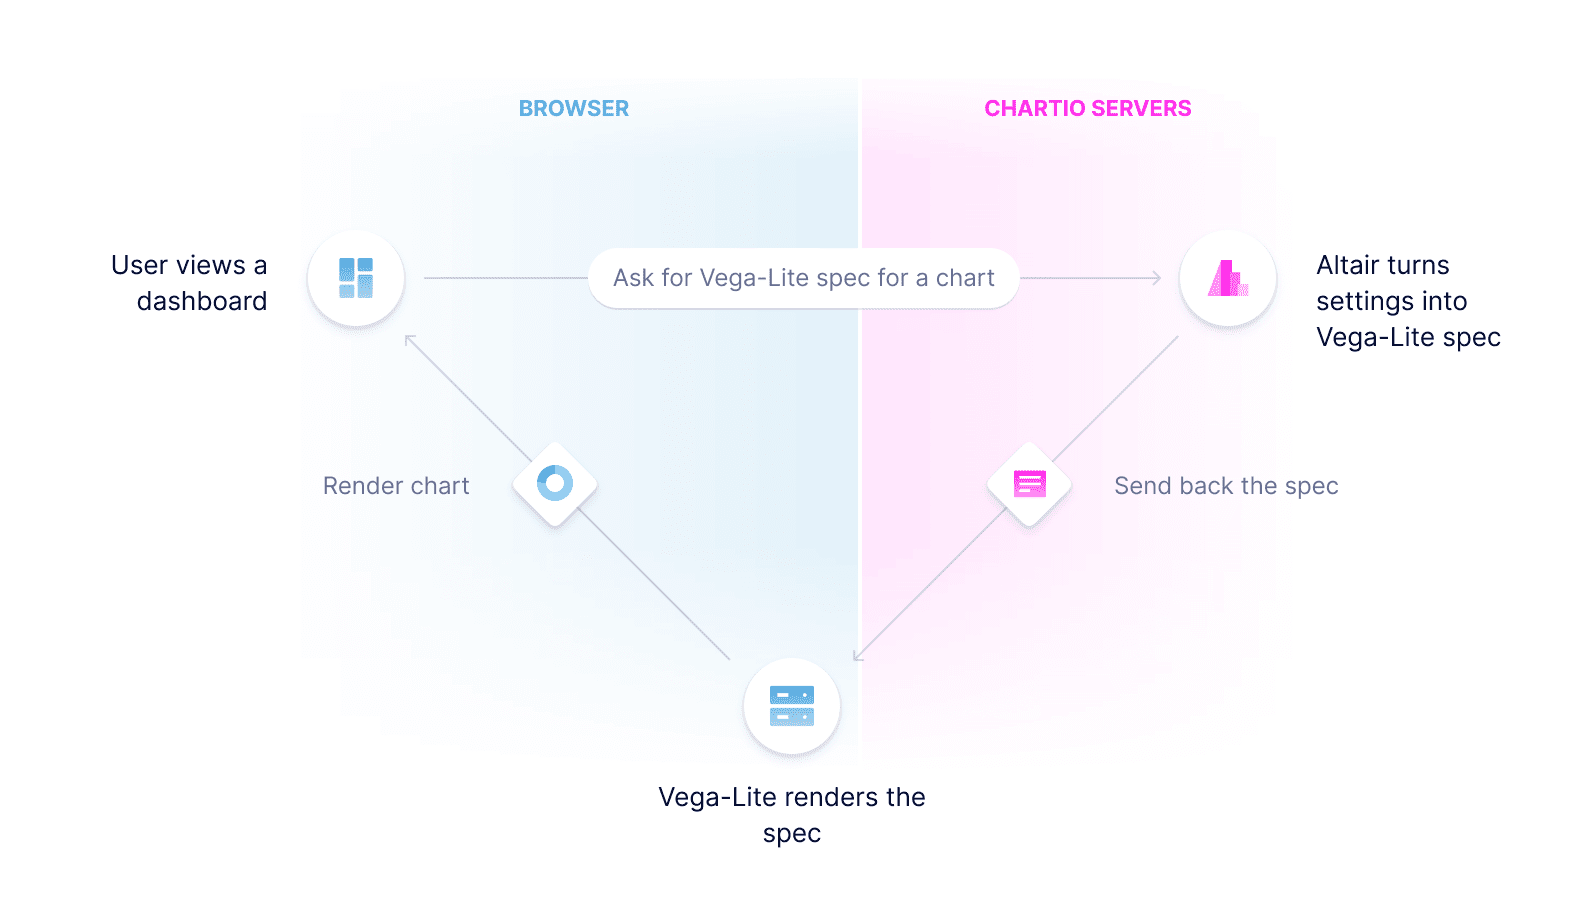 BROWSER
CHARTIO SERVERS
User views a
dashboard
Ask for Vega-Lite spec for a chart
Altair turns
settings into
Vega-Lite spec
Render chart
Send back the spec
Vega-Lite renders the
spec